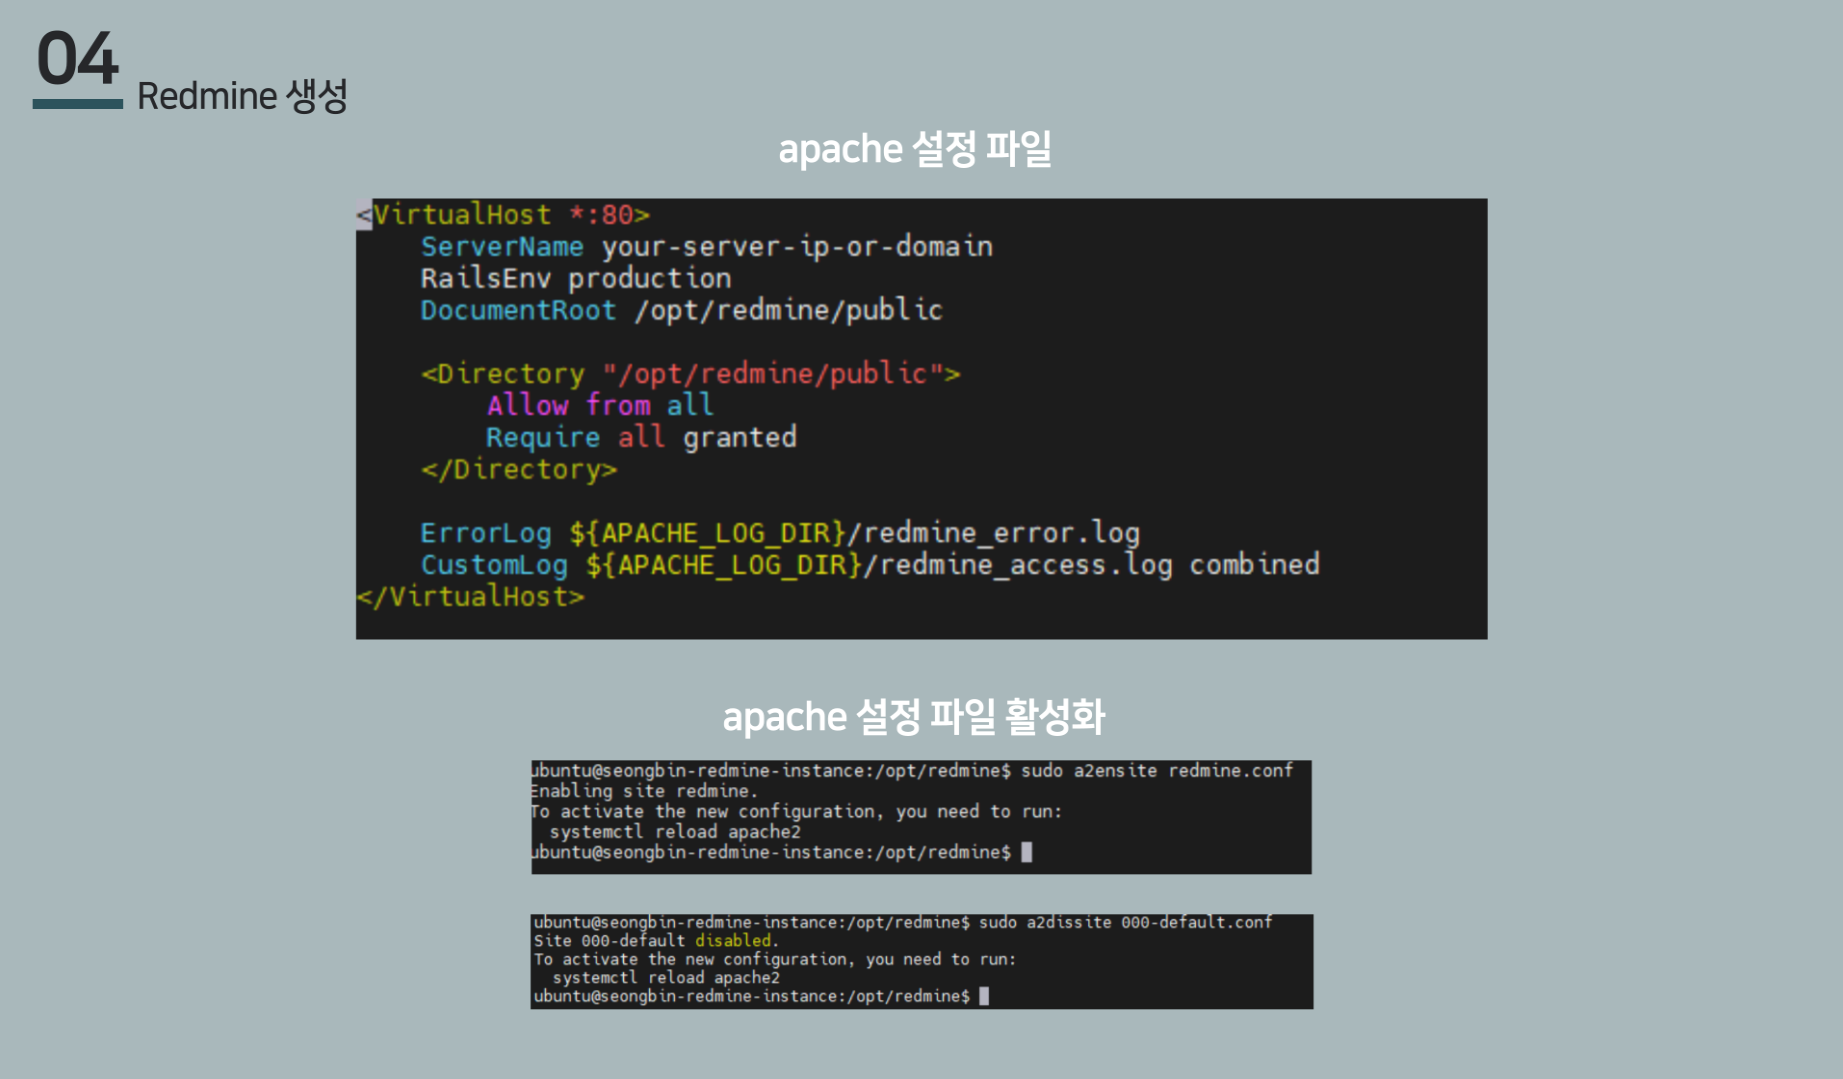 04
Redmine 생성
apache 설정 파일
<VirtualHost *:80>
    ServerName your-server-ip-or-domain
    RailsEnv production
    DocumentRoot /opt/redmine/public
    <Directory "/opt/redmine/public">
        Allow from all
        Require all granted
    </Directory>
    ErrorLog ${APACHE_LOG_DIR}/redmine_error.log
    CustomLog ${APACHE_LOG_DIR}/redmine_access.log combined
</VirtualHost>
apache 설정 파일 활성화
ubuntu@seongbin-redmine-instance:/opt/redmine$ sudo a2ensite redmine.conf
Enabling site redmine.
To activate the new configuration, you need to run:
  systemctl reload apache2
ubuntu@seongbin-redmine-instance:/opt/redmine$
ubuntu@seongbin-redmine-instance:/opt/redmine$ sudo a2dissite 000-default.conf
Site 000-default disabled.
To activate the new configuration, you need to run:
  systemctl reload apache2
ubuntu@seongbin-redmine-instance:/opt/redmine$